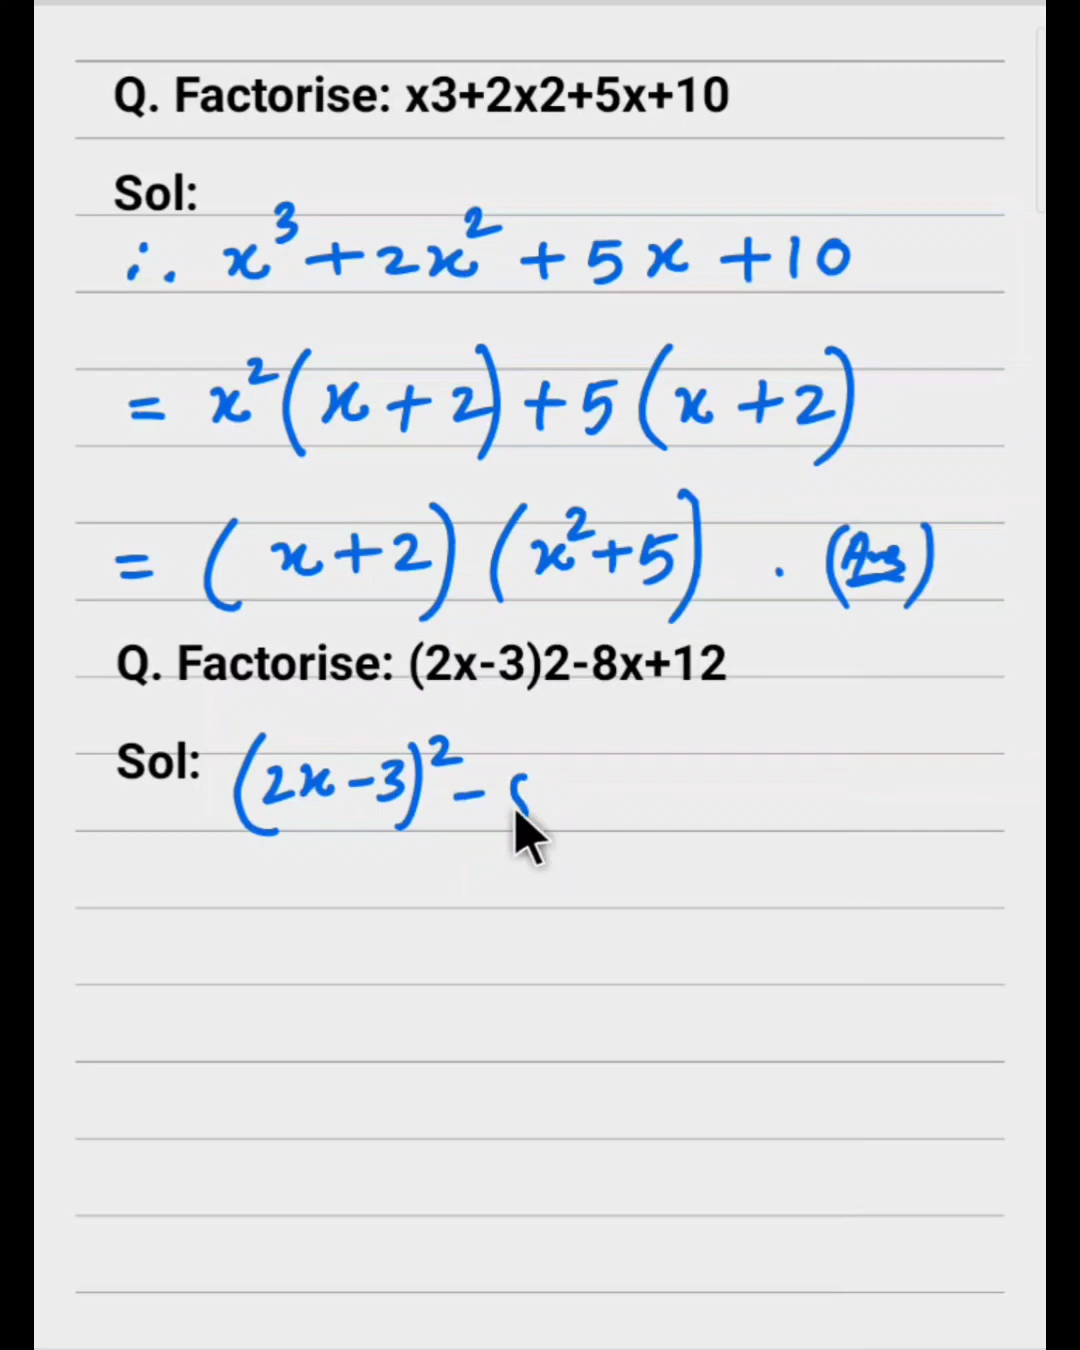 Q. Factorise: x3+2x2+5x+10
Sol:
∴ x³+2x²+5x+10
= x²(x+2)+5(x+2)
= (x+2)(x²+5). (Ans)
Q. Factorise: (2x-3)2-8x+12
Sol: (2x-3)²-